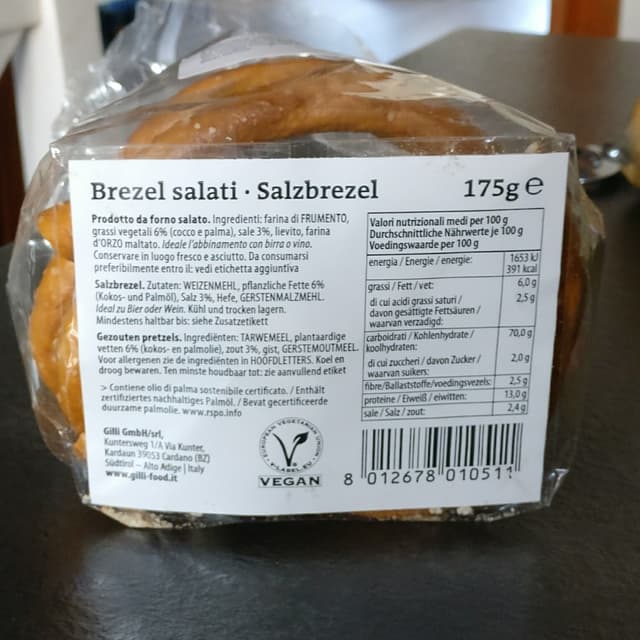 Brezel salati · Salzbrezel
175g e
Prodotto da forno salato. Ingredienti: farina di FRUMENTO,
grassi vegetali 6% (cocco e palma), sale 3%, lievito, farina
d'ORZO maltato. Ideale l'abbinamento con birra o vino.
Conservare in luogo fresco e asciutto. Da consumarsi
preferibilmente entro il: vedi etichetta aggiuntiva
Salzbrezel. Zutaten: WEIZENMEHL, pflanzliche Fette 6%
(Kokos- und Palmöl), Salz 3%, Hefe, GERSTENMALZMEHL.
Ideal zu Bier oder Wein. Kühl und trocken lagern.
Mindestens haltbar bis: siehe Zusatzetikett
Gezouten pretzels. Ingrediënten: TARWEMEEL, plantaardige
vetten 6% (kokos- en palmolie), zout 3%, gist, GERSTEMOUTMEEL.
Voor allergenen zie de ingrediënten in HOOFDLETTERS. Koel en
droog bewaren. Ten minste houdbaar tot: zie aanvullend etiket
> Contiene olio di palma sostenibile certificato. / Enthält
zertifiziertes nachhaltiges Palmöl. / Bevat gecertificeerde
duurzame palmolie. www.rspo.info
Gilli GmbH/srl,
Kuntersweg 1/A Via Kunter,
Kardaun 39053 Cardano (BZ)
Südtirol – Alto Adige | Italy
www.gilli-food.it
EUROPEAN VEGETARIAN UNION
V-LABEL.EU
VEGAN
Valori nutrizionali medi per 100 g
Durchschnittliche Nährwerte je 100 g
Voedingswaarde per 100 g
energia / Energie / energie: 1653 kJ
391 kcal
grassi / Fett / vet: 6,0 g
di cui acidi grassi saturi / 2,5 g
davon gesättigte Fettsäuren /
waarvan verzadigd:
carboidrati / Kohlenhydrate / 70,0 g
koolhydraten:
di cui zuccheri / davon Zucker / 2,0 g
waarvan suikers:
fibre/Ballaststoffe/voedingsvezels: 2,5 g
proteine / Eiweiß / eiwitten: 13,0 g
sale / Salz / zout: 2,4 g
8 012678 010511